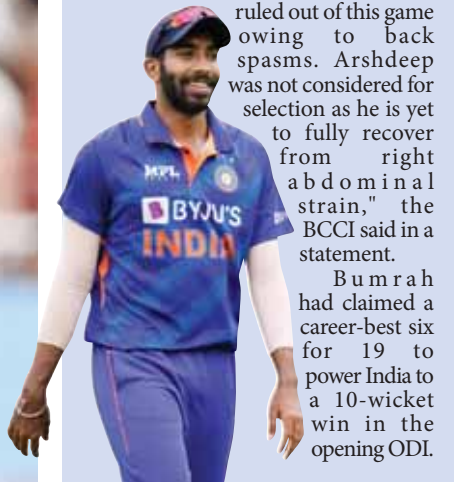 ruled out of this game
owing to back
spasms. Arshdeep
was not considered for
selection as he is yet
to fully recover
from right
abdominal
strain," the
BCCI said in a
statement.
Bumrah
had claimed a
career-best six
for 19 to
power India to
a 10-wicket
win in the
opening ODI.
MPL
BYJU'S
INDIA